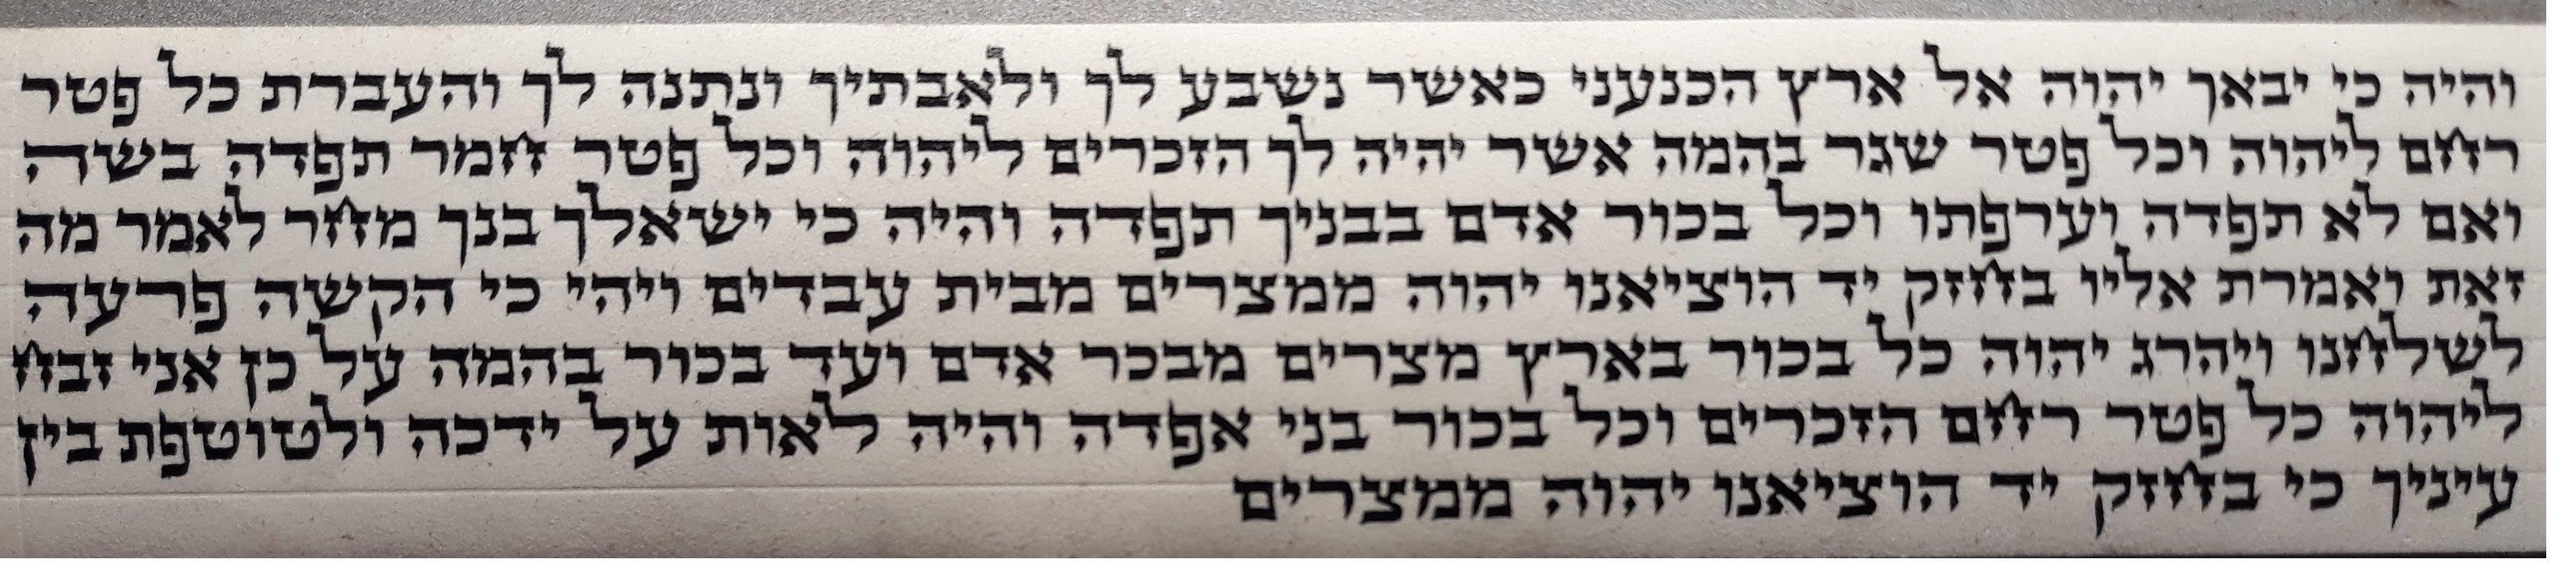 והיה כי יבאך יהוה אל ארץ הכנעני כאשר נשבע לך ולאבתיך ונתנה לך והעברת כל פטר
רחם ליהוה וכל פטר שגר בהמה אשר יהיה לך הזכרים ליהוה וכל פטר חמר תפדה בשה
ואם לא תפדה וערפתו וכל בכור אדם בבניך תפדה והיה כי ישאלך בנך מחר לאמר מה
זאת ואמרת אליו בחזק יד הוציאנו יהוה ממצרים מבית עבדים ויהי כי הקשה פרעה
לשלחנו ויהרג יהוה כל בכור בארץ מצרים מבכר אדם ועד בכור בהמה על כן אני זבח
ליהוה כל פטר רחם הזכרים וכל בכור בני אפדה והיה לאות על ידכה ולטוטפת בין
עיניך כי בחזק יד הוציאנו יהוה ממצרים